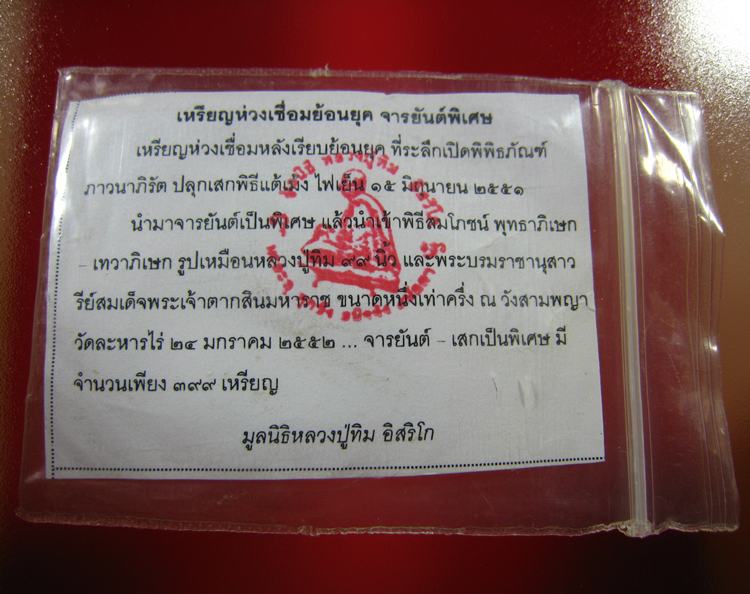 เหรียญห่วงเชื่อมย้อนยุค จารยันต์พิเศษ
เหรียญห่วงเชื่อมหลังเรียบย้อนยุค ที่ระลึกเปิดพิพิธภัณฑ์
ภาวนาภิรัต ปลุกเสกพิธีแต้เม้ง ไฟเย็น ๑๕ มิถุนายน ๒๕๕๑
นำมาจารยันต์เป็นพิเศษ แล้วนำเข้าพิธีสมโภชน์ พุทธาภิเษก
– เทวาภิเษก รูปเหมือนหลวงปู่ทิม ๙๙ นิ้ว และพระบรมราชานุสาว
รีย์สมเด็จพระเจ้าตากสินมหาราช ขนาดหนึ่งเท่าครึ่ง ณ วังสามพญา
วัดละหารไร่ ๒๔ มกราคม ๒๕๕๒ ... จารยันต์ – เสกเป็นพิเศษ มี
จำนวนเพียง ๓๙๙ เหรียญ
มูลนิธิหลวงปู่ทิม อิสริโก
หลวงปู่ทิม